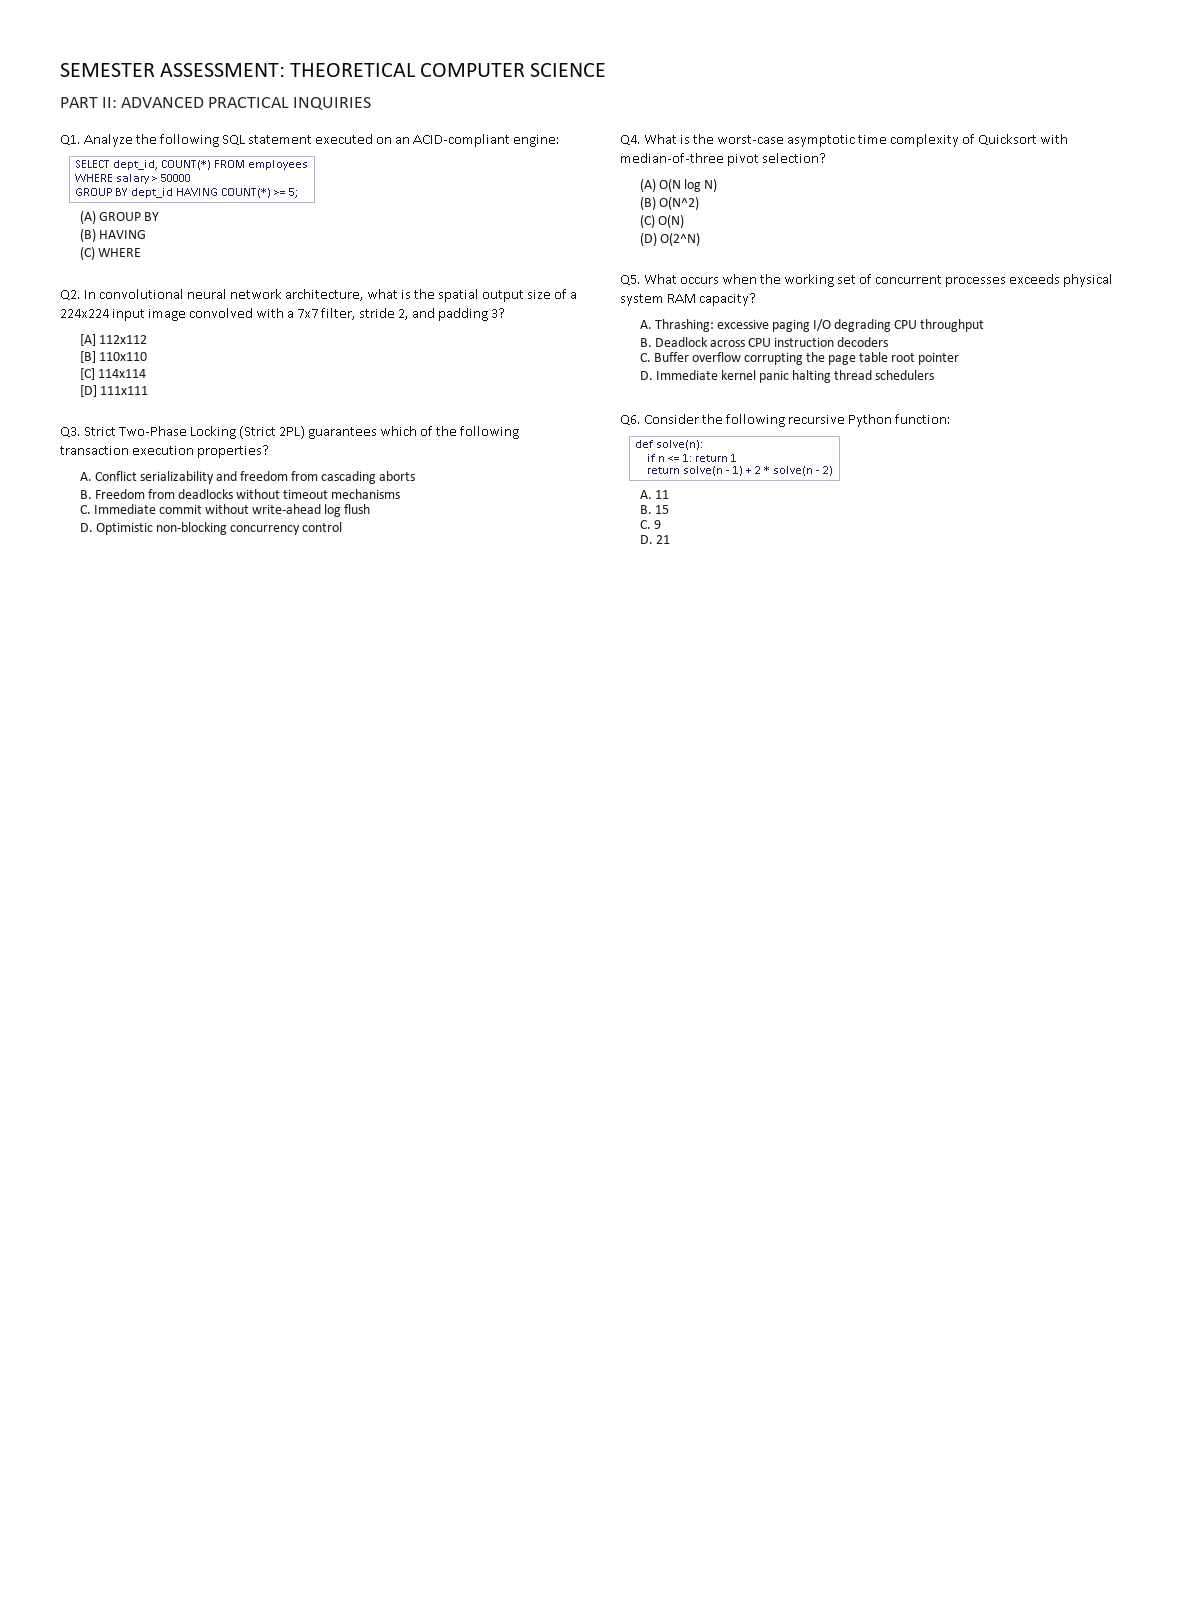 SEMESTER ASSESSMENT: THEORETICAL COMPUTER SCIENCE
PART II: ADVANCED PRACTICAL INQUIRIES
Q1. Analyze the following SQL statement executed on an ACID-compliant engine:
SELECT dept_id, COUNT(*) FROM employees
WHERE salary > 50000
GROUP BY dept_id HAVING COUNT(*) >= 5;
(A) GROUP BY
(B) HAVING
(C) WHERE
Q2. In convolutional neural network architecture, what is the spatial output size of a
224x224 input image convolved with a 7x7 filter, stride 2, and padding 3?
[A] 112x112
[B] 110x110
[C] 114x114
[D] 111x111
Q3. Strict Two-Phase Locking (Strict 2PL) guarantees which of the following
transaction execution properties?
A. Conflict serializability and freedom from cascading aborts
B. Freedom from deadlocks without timeout mechanisms
C. Immediate commit without write-ahead log flush
D. Optimistic non-blocking concurrency control
Q4. What is the worst-case asymptotic time complexity of Quicksort with
median-of-three pivot selection?
(A) O(N log N)
(B) O(N^2)
(C) O(N)
(D) O(2^N)
Q5. What occurs when the working set of concurrent processes exceeds physical
system RAM capacity?
A. Thrashing: excessive paging I/O degrading CPU throughput
B. Deadlock across CPU instruction decoders
C. Buffer overflow corrupting the page table root pointer
D. Immediate kernel panic halting thread schedulers
Q6. Consider the following recursive Python function:
def solve(n):
if n <= 1: return 1
return solve(n - 1) + 2 * solve(n - 2)
A. 11
B. 15
C. 9
D. 21